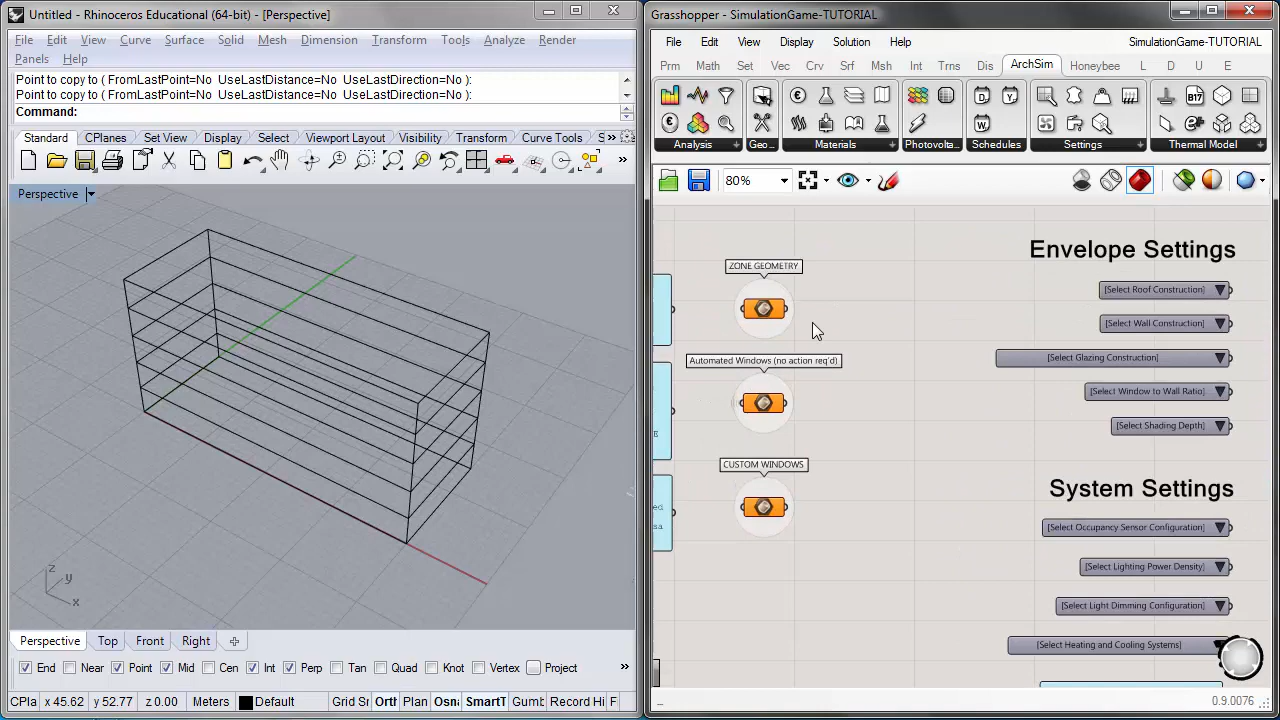 Untitled - Rhinoceros Educational (64-bit) - [Perspective]
File Edit View Curve Surface Solid Mesh Dimension Transform Tools Analyze Render
Panels Help
Point to copy to ( FromLastPoint=No UseLastDistance=No UseLastDirection=No ):
Point to copy to ( FromLastPoint=No UseLastDistance=No UseLastDirection=No ):
Command:
Standard CPlanes Set View Display Select Viewport Layout Visibility Transform Curve Tools
Perspective
z
y
x
Perspective Top Front Right
End Near Point Mid Cen Int Perp Tan Quad Knot Vertex Project
CPla x 45.62 y 52.77 z 0.00 Meters Default Grid Sr Orth Plan Osna SmartT Gumb Record Hi F
Grasshopper - SimulationGame-TUTORIAL
File Edit View Display Solution Help SimulationGame-TUTORIAL
Prm Math Set Vec Crv Srf Msh Int Trns Dis ArchSim Honeybee L D U E
B17
Analysis Geo... Materials Photovolta... Schedules Settings Thermal Model
80%
ZONE GEOMETRY
Automated Windows (no action req'd)
CUSTOM WINDOWS
ed
sa
Envelope Settings
[Select Roof Construction]
[Select Wall Construction]
[Select Glazing Construction]
[Select Window to Wall Ratio]
[Select Shading Depth]
System Settings
[Select Occupancy Sensor Configuration]
[Select Lighting Power Density]
[Select Light Dimming Configuration]
[Select Heating and Cooling Systems]
0.9.0076